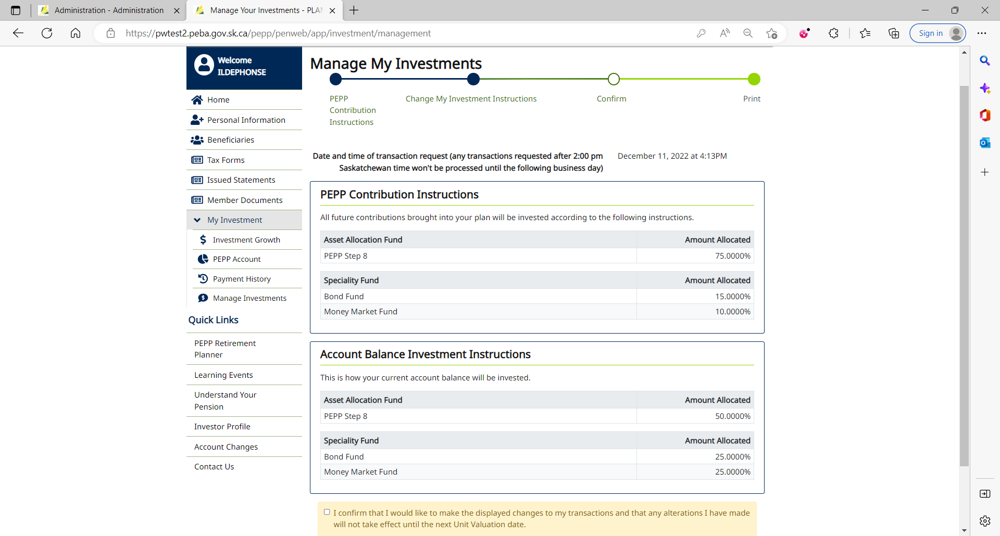 Administration - Administration
Manage Your Investments - PLA
https://pwtest2.peba.gov.sk.ca/pepp/penweb/app/investment/management
Sign in
Welcome
ILDEPHONSE
Home
Personal Information
Beneficiaries
Tax Forms
Issued Statements
Member Documents
My Investment
Investment Growth
PEPP Account
Payment History
Manage Investments
Quick Links
PEPP Retirement
Planner
Learning Events
Understand Your
Pension
Investor Profile
Account Changes
Contact Us
Manage My Investments
PEPP
Contribution
Instructions
Change My Investment Instructions
Confirm
Print
Date and time of transaction request (any transactions requested after 2:00 pm
Saskatchewan time won't be processed until the following business day)
December 11, 2022 at 4:13PM
PEPP Contribution Instructions
All future contributions brought into your plan will be invested according to the following instructions.
Asset Allocation Fund Amount Allocated
PEPP Step 8 75.0000%
Speciality Fund Amount Allocated
Bond Fund 15.0000%
Money Market Fund 10.0000%
Account Balance Investment Instructions
This is how your current account balance will be invested.
Asset Allocation Fund Amount Allocated
PEPP Step 8 50.0000%
Speciality Fund Amount Allocated
Bond Fund 25.0000%
Money Market Fund 25.0000%
I confirm that I would like to make the displayed changes to my transactions and that any alterations I have made
will not take effect until the next Unit Valuation date.